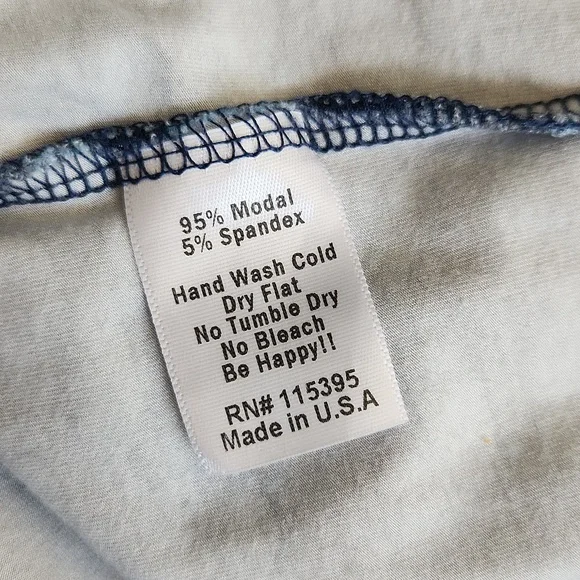 95% Modal
5% Spandex
Hand Wash Cold
Dry Flat
No Tumble Dry
No Bleach
Be Happy!!
RN# 115395
Made in U.S.A